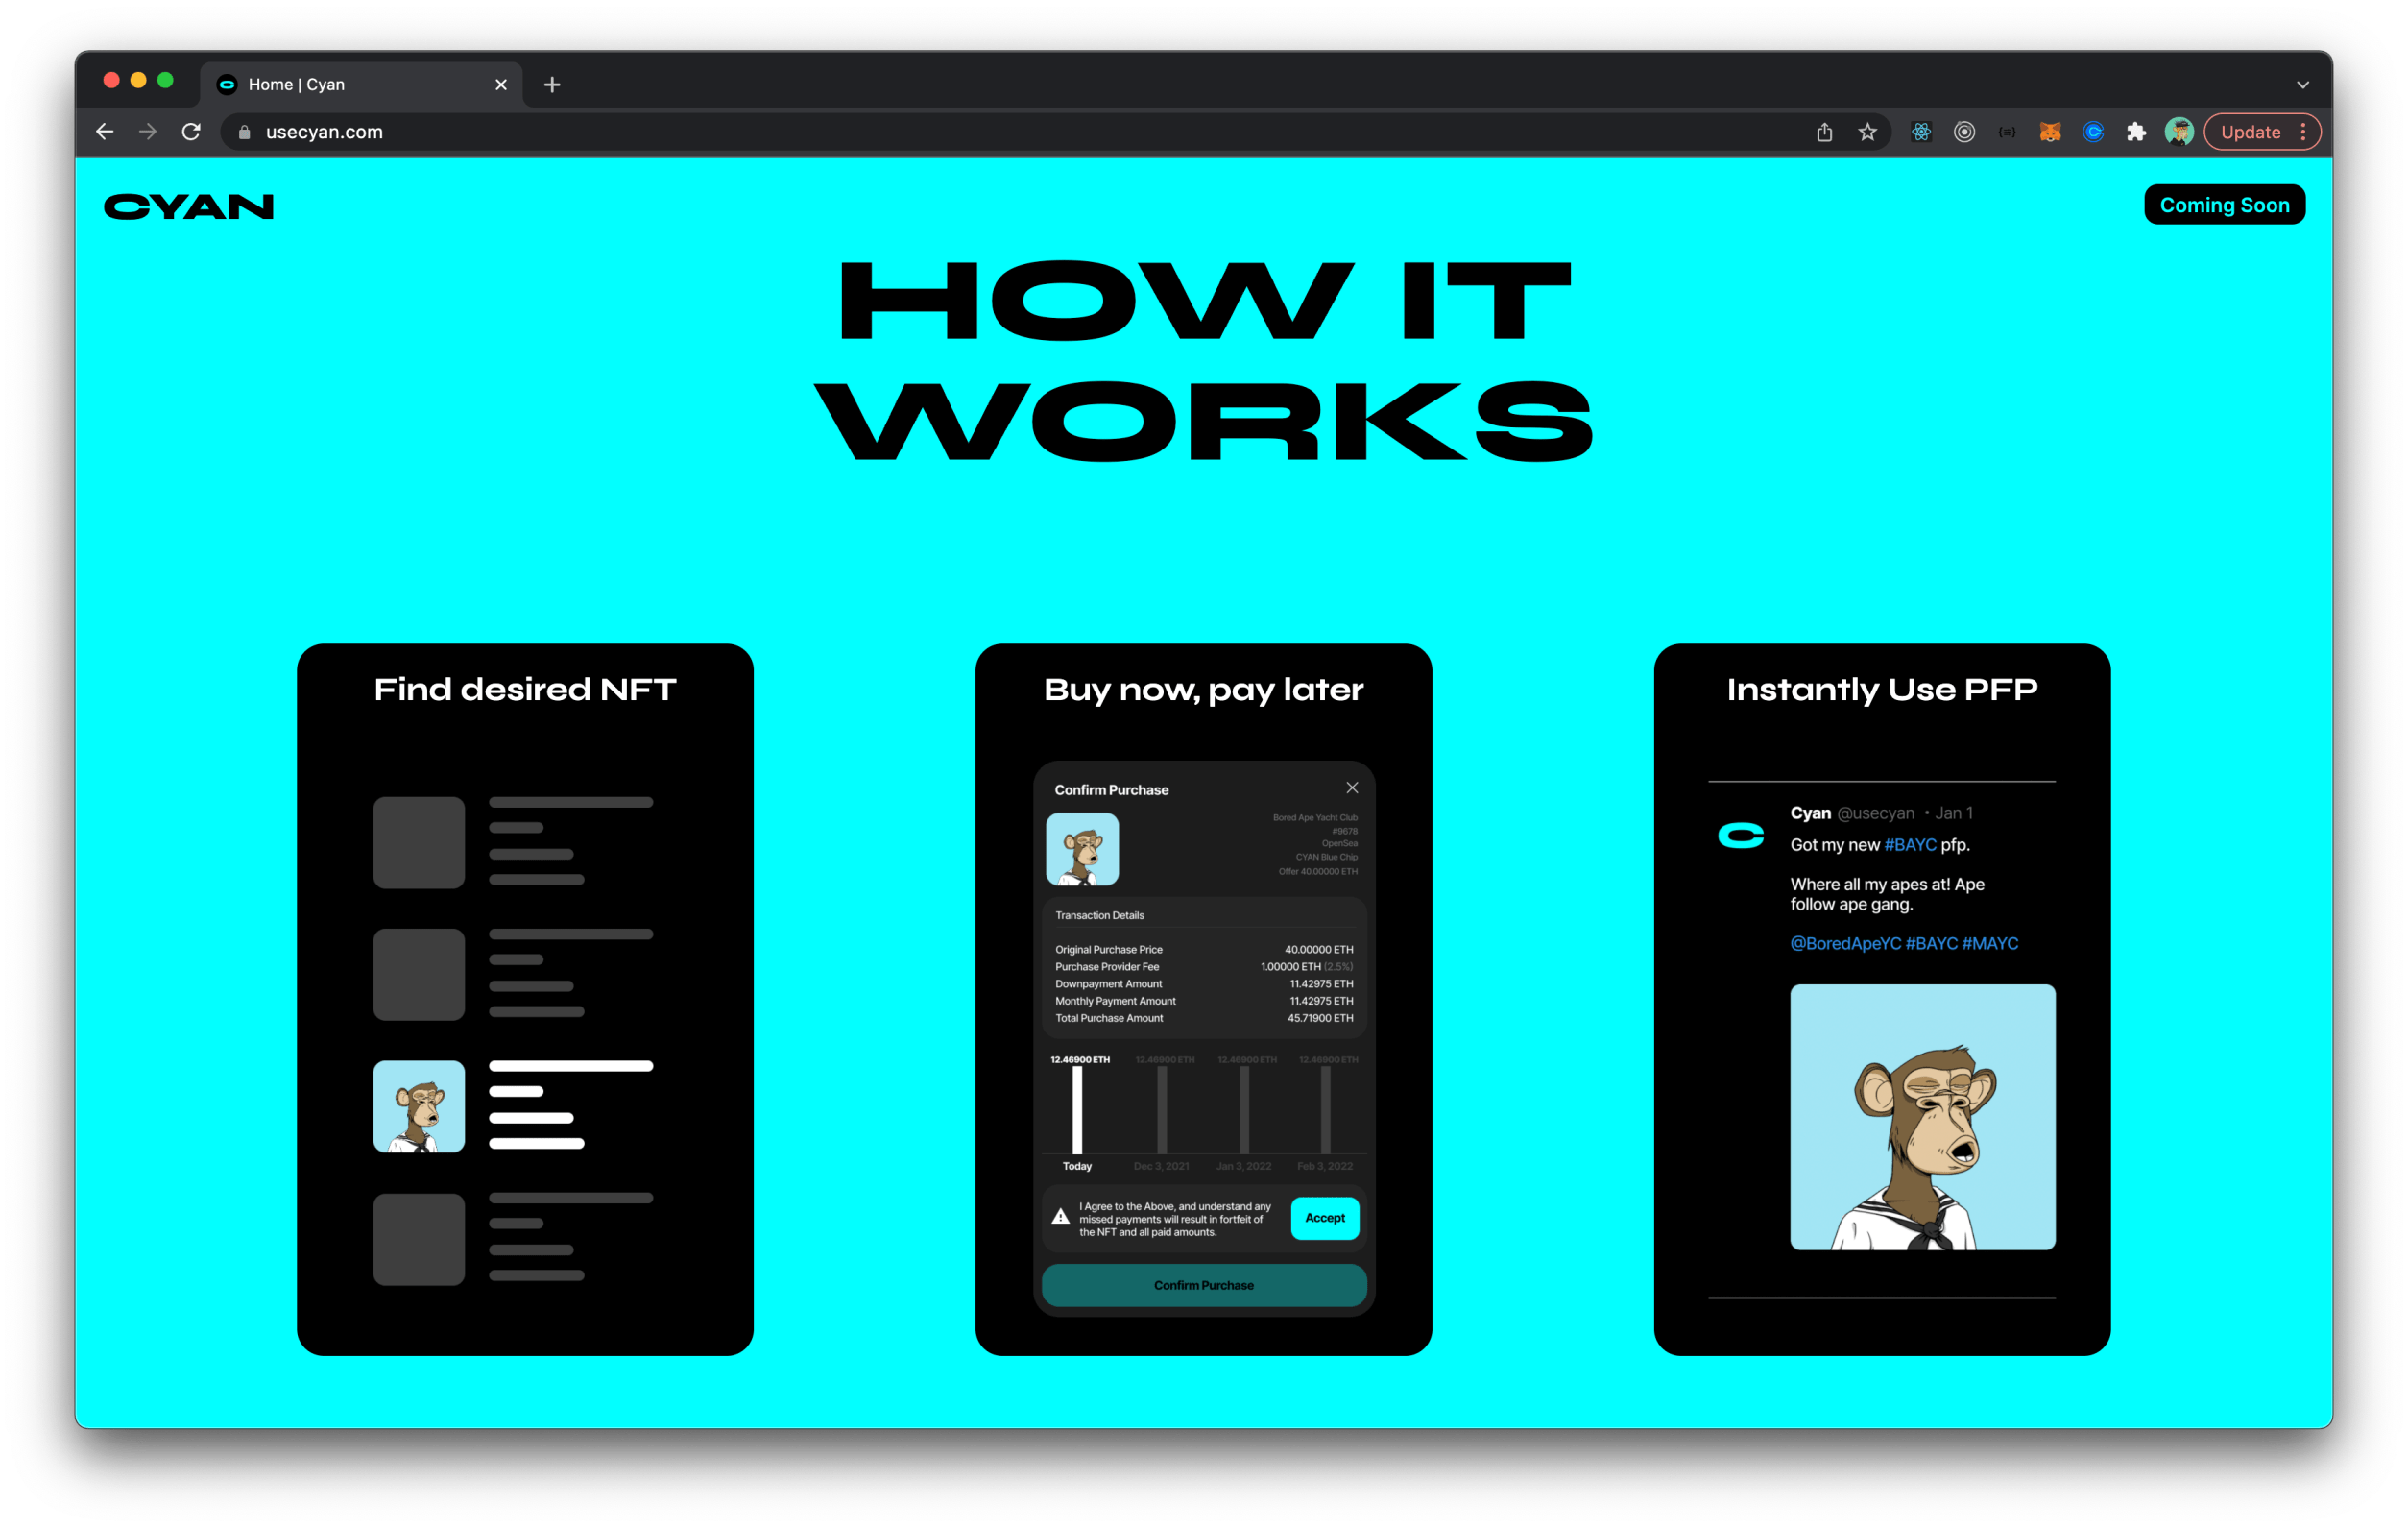 Home | Cyan
usecyan.com
Update
CYAN
Coming Soon
HOW IT
WORKS
Find desired NFT
Buy now, pay later
Confirm Purchase
Bored Ape Yacht Club
#9678
OpenSea
CYAN Blue Chip
Offer 40.00000 ETH
Transaction Details
Original Purchase Price 40.00000 ETH
Purchase Provider Fee 1.00000 ETH (2.5%)
Downpayment Amount 11.42975 ETH
Monthly Payment Amount 11.42975 ETH
Total Purchase Amount 45.71900 ETH
12.46900 ETH 12.46900 ETH 12.46900 ETH 12.46900 ETH
Today Dec 3, 2021 Jan 3, 2022 Feb 3, 2022
I Agree to the Above, and understand any
missed payments will result in fortfeit of
the NFT and all paid amounts.
Accept
Confirm Purchase
Instantly Use PFP
Cyan @usecyan • Jan 1
Got my new #BAYC pfp.
Where all my apes at! Ape
follow ape gang.
@BoredApeYC #BAYC #MAYC